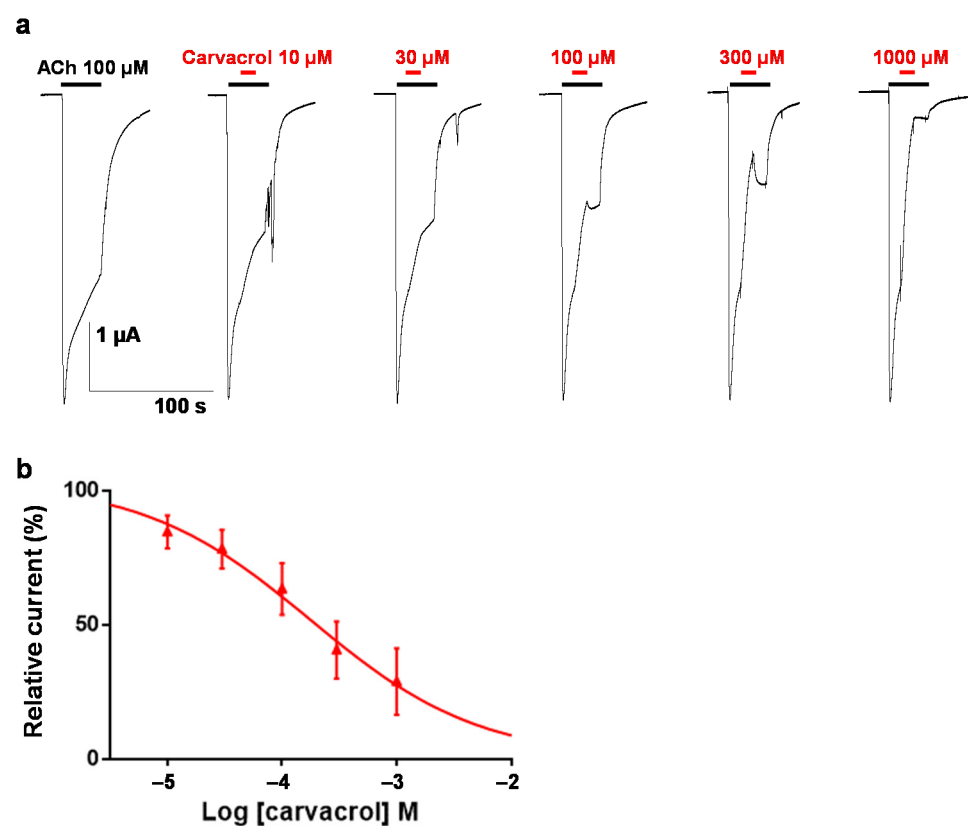 a
ACh 100 µM
Carvacrol 10 µM
30 µM
100 µM
300 µM
1000 µM
1 µA
100 s
b
Relative current (%)
100
50
0
–5
–4
–3
–2
Log [carvacrol] M